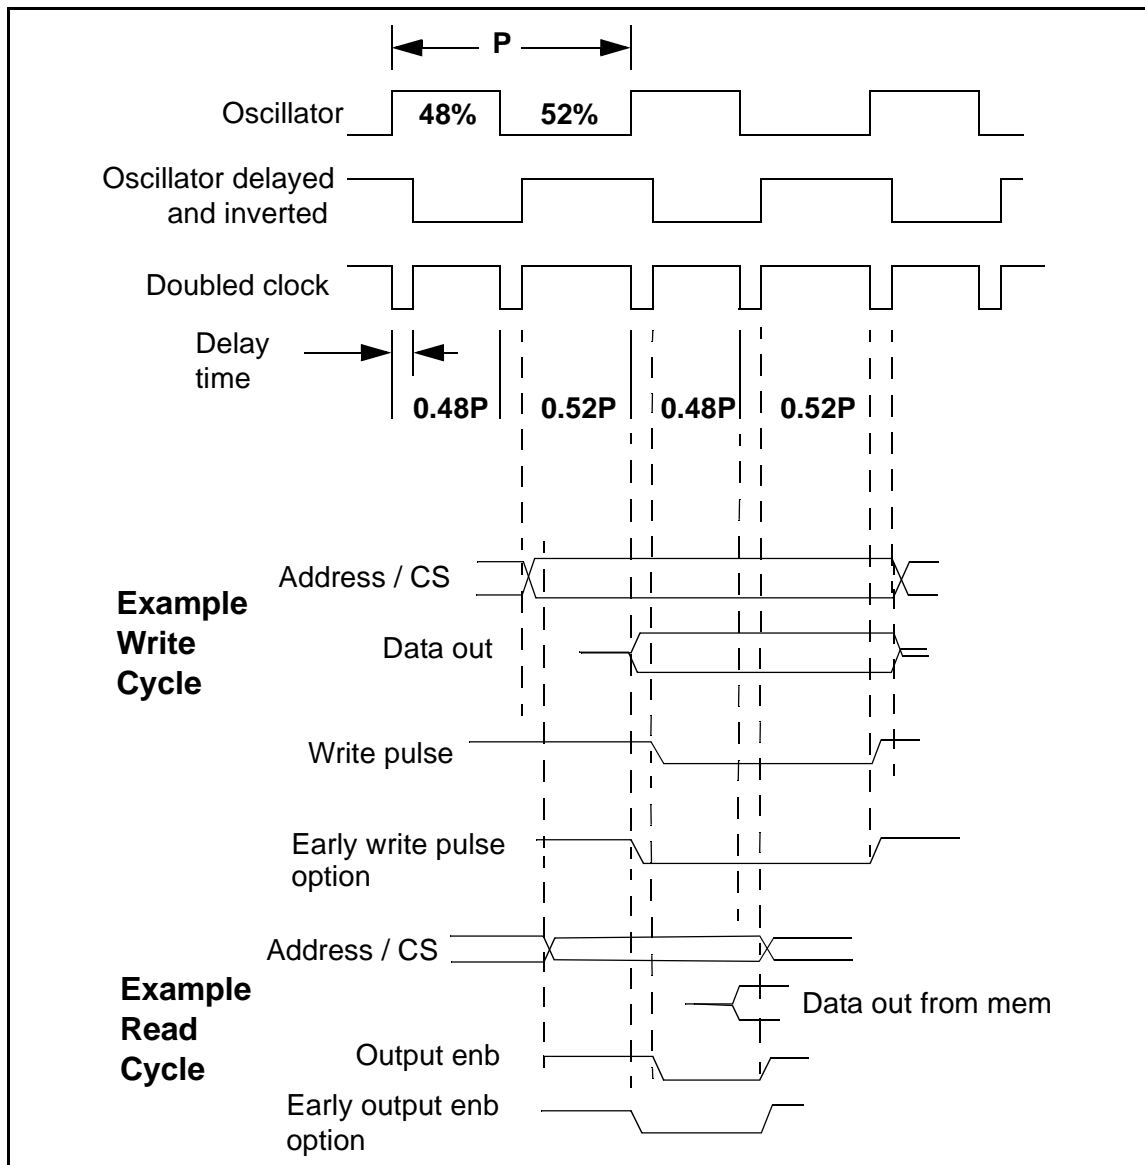 P
Oscillator
48%
52%
Oscillator delayed
and inverted
Doubled clock
Delay
time
0.48P
0.52P
0.48P
0.52P
Example
Write
Cycle
Address / CS
Data out
Write pulse
Early write pulse
option
Example
Read
Cycle
Address / CS
Data out from mem
Output enb
Early output enb
option